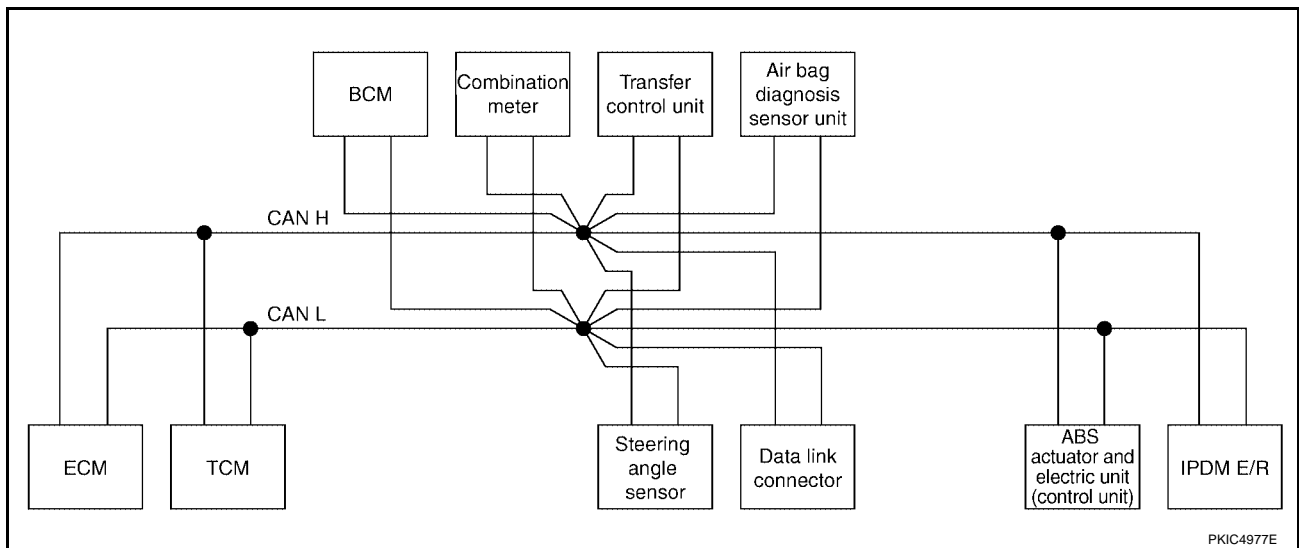 BCM
Combination
meter
Transfer
control unit
Air bag
diagnosis
sensor unit
CAN H
CAN L
ECM
TCM
Steering
angle
sensor
Data link
connector
ABS
actuator and
electric unit
(control unit)
IPDM E/R
PKIC4977E